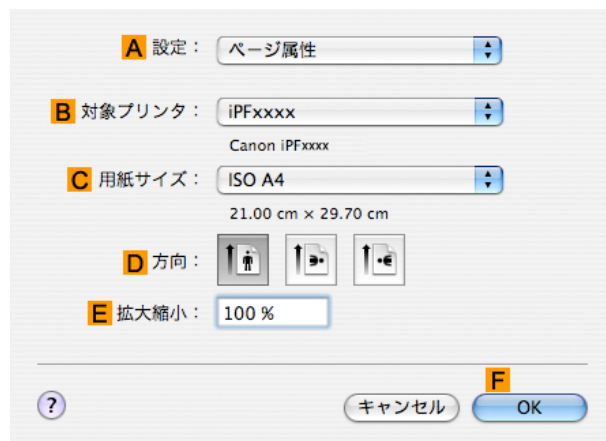 A 設定： ページ属性
B 対象プリンタ： iPFxxxx
Canon iPFxxxx
C 用紙サイズ： ISO A4
21.00 cm × 29.70 cm
D 方向：
E 拡大縮小： 100 %
F
? キャンセル OK